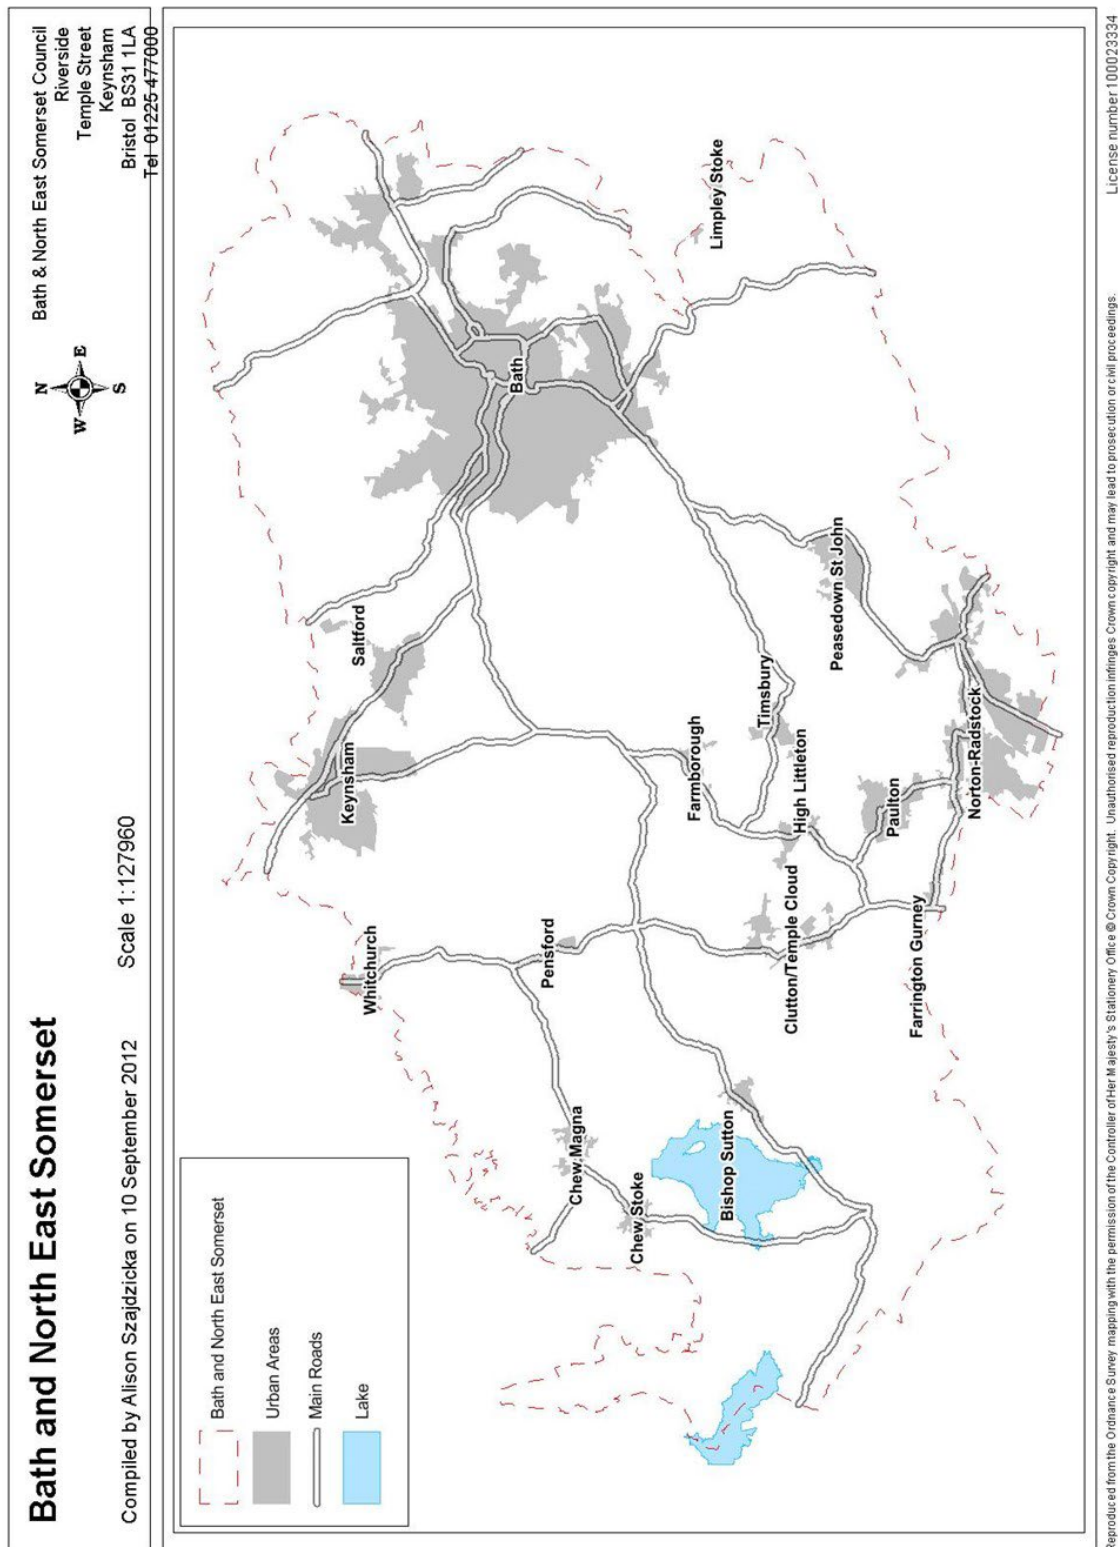 Bath and North East Somerset
Compiled by Alison Szajdzicka on 10 September 2012
Scale 1:127960
N
W E
S
Bath & North East Somerset Council
Riverside
Temple Street
Keynsham
Bristol BS31 1LA
Tel 01225 477000
Bath and North East Somerset
Urban Areas
Main Roads
Lake
Whitchurch
Keynsham
Saltford
Bath
Pensford
Chew Magna
Chew Stoke
Bishop Sutton
Farmborough
Timsbury
High Littleton
Clutton/Temple Cloud
Limpley Stoke
Peasedown St John
Paulton
Farrington Gurney
Norton-Radstock
Reproduced from the Ordnance Survey mapping with the permission of the Controller of Her Majesty's Stationery Office © Crown Copyright. Unauthorised reproduction infringes Crown copyright and may lead to prosecution or civil proceedings.
License number 100023334